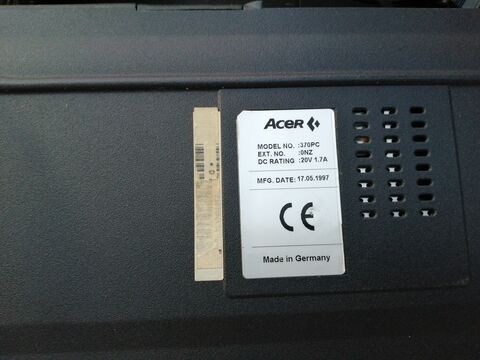 ACER
MODEL NO. :370PC
EXT. NO. :0NZ
DC RATING :20V 1.7A
MFG. DATE: 17.05.1997
CE
Made in Germany